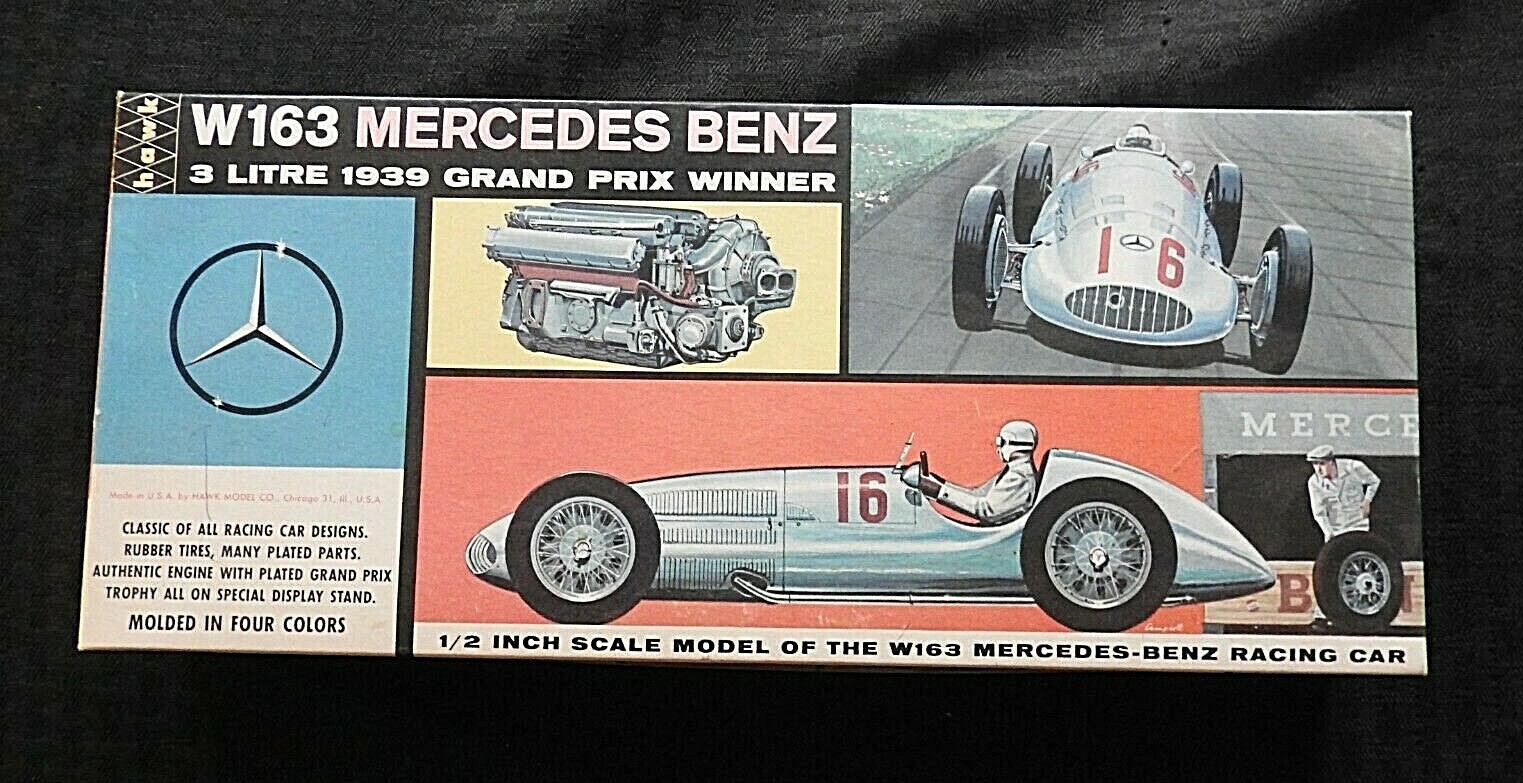 hawk
W163 MERCEDES BENZ
3 LITRE 1939 GRAND PRIX WINNER
16
16
MERCE
B
Made in U.S.A. by HAWK MODEL CO., Chicago 31, Ill., U.S.A.
CLASSIC OF ALL RACING CAR DESIGNS.
RUBBER TIRES, MANY PLATED PARTS.
AUTHENTIC ENGINE WITH PLATED GRAND PRIX
TROPHY ALL ON SPECIAL DISPLAY STAND.
MOLDED IN FOUR COLORS
1/2 INCH SCALE MODEL OF THE W163 MERCEDES-BENZ RACING CAR